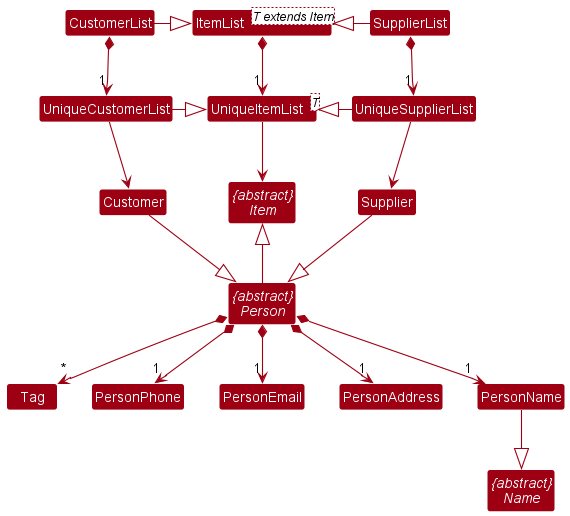 CustomerList
ItemList
T extends Item
SupplierList
1
1
1
UniqueCustomerList
UniqueItemList
T
UniqueSupplierList
Customer
{abstract}
Item
Supplier
{abstract}
Person
*
1
1
1
1
Tag
PersonPhone
PersonEmail
PersonAddress
PersonName
{abstract}
Name